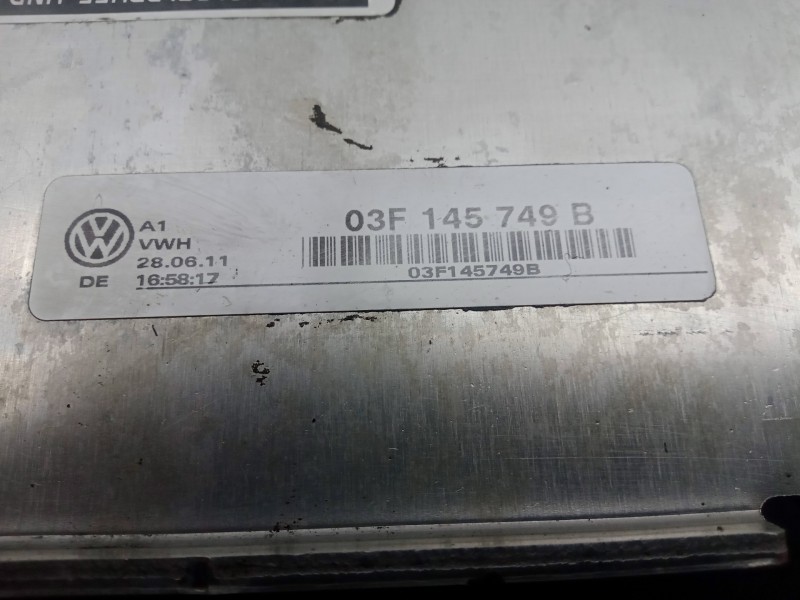 A1
VWH
28.06.11
DE 16:58:17
03F 145 749 B
03F145749B